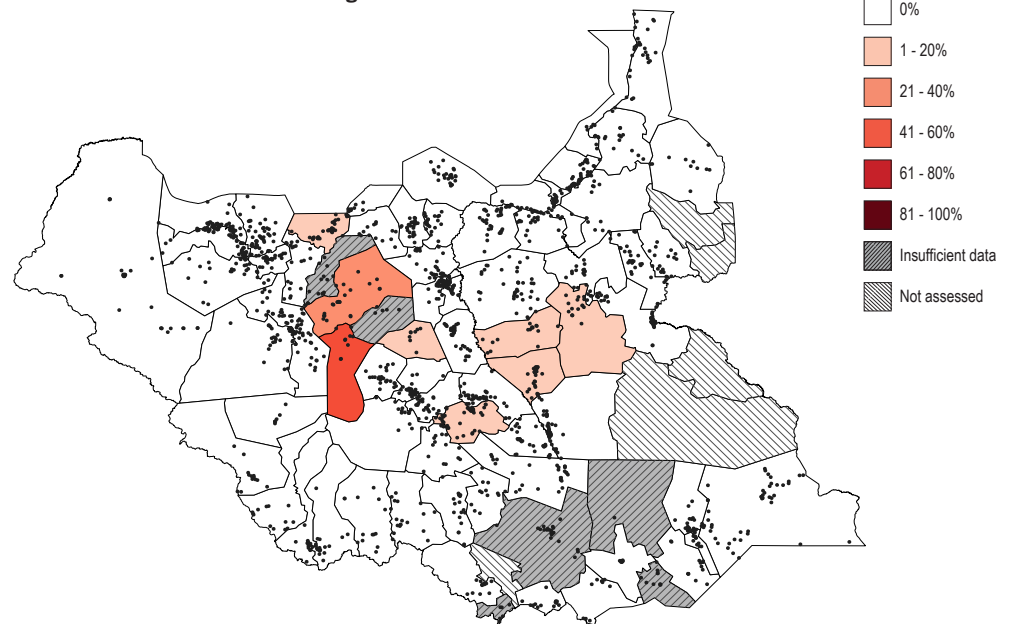 0%
1 - 20%
21 - 40%
41 - 60%
61 - 80%
81 - 100%
Insufficient data
Not assessed